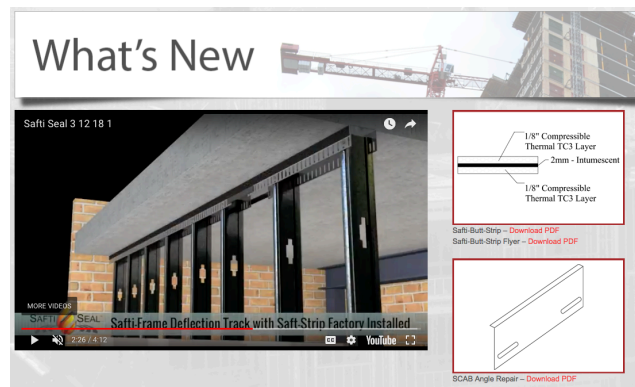 What's New
Safti Seal 3 12 18 1
MORE VIDEOS
SAFTI SEAL
Safti-Frame Deflection Track with Saft-Strip Factory Installed
2:26 / 4:12
CC
YouTube
1/8" Compressible
Thermal TC3 Layer
2mm - Intumescent
1/8" Compressible
Thermal TC3 Layer
Safti-Butt-Strip – Download PDF
Safti-Butt-Strip Flyer – Download PDF
SCAB Angle Repair – Download PDF